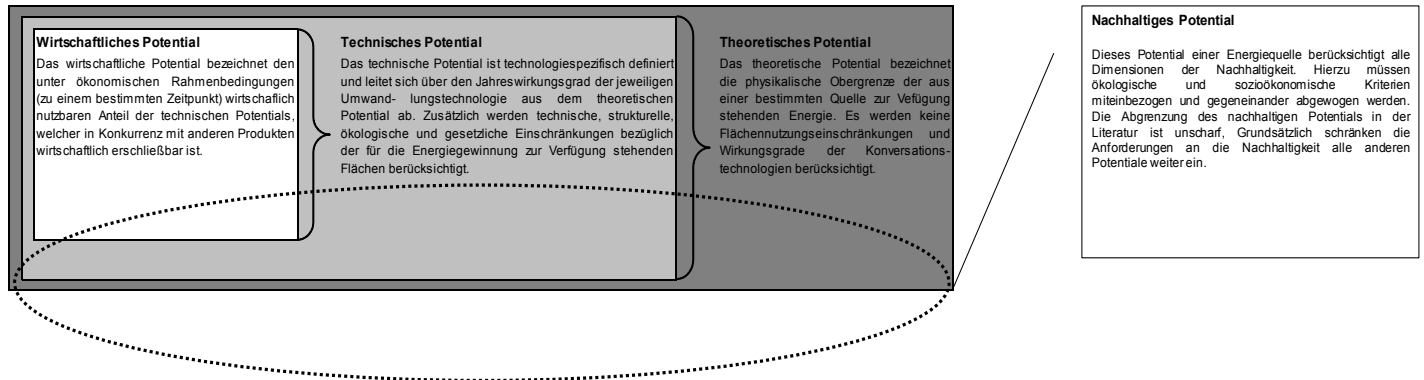 Wirtschaftliches Potential
Das wirtschaftliche Potential bezeichnet den
unter ökonomischen Rahmenbedingungen
(zu einem bestimmten Zeitpunkt) wirtschaftlich
nutzbaren Anteil der technischen Potentials,
welcher in Konkurrenz mit anderen Produkten
wirtschaftlich erschließbar ist.
Technisches Potential
Das technische Potential ist technologiespezifisch definiert
und leitet sich über den Jahreswirkungsgrad der jeweiligen
Umwand- lungstechnologie aus dem theoretischen
Potential ab. Zusätzlich werden technische, strukturelle,
ökologische und gesetzliche Einschränkungen bezüglich
der für die Energiegewinnung zur Verfügung stehenden
Flächen berücksichtigt.
Theoretisches Potential
Das theoretische Potential bezeichnet
die physikalische Obergrenze der aus
einer bestimmten Quelle zur Vefügung
stehenden Energie. Es werden keine
Flächennutzungseinschränkungen und
Wirkungsgrade der Konversations-
technologien berücksichtigt.
Nachhaltiges Potential
Dieses Potential einer Energiequelle berücksichtigt alle
Dimensionen der Nachhaltigkeit. Hierzu müssen
ökologische und sozioökonomische Kriterien
miteinbezogen und gegeneinander abgewogen werden.
Die Abgrenzung des nachhaltigen Potentials in der
Literatur ist unscharf, Grundsätzlich schränken die
Anforderungen an die Nachhaltigkeit alle anderen
Potentiale weiter ein.